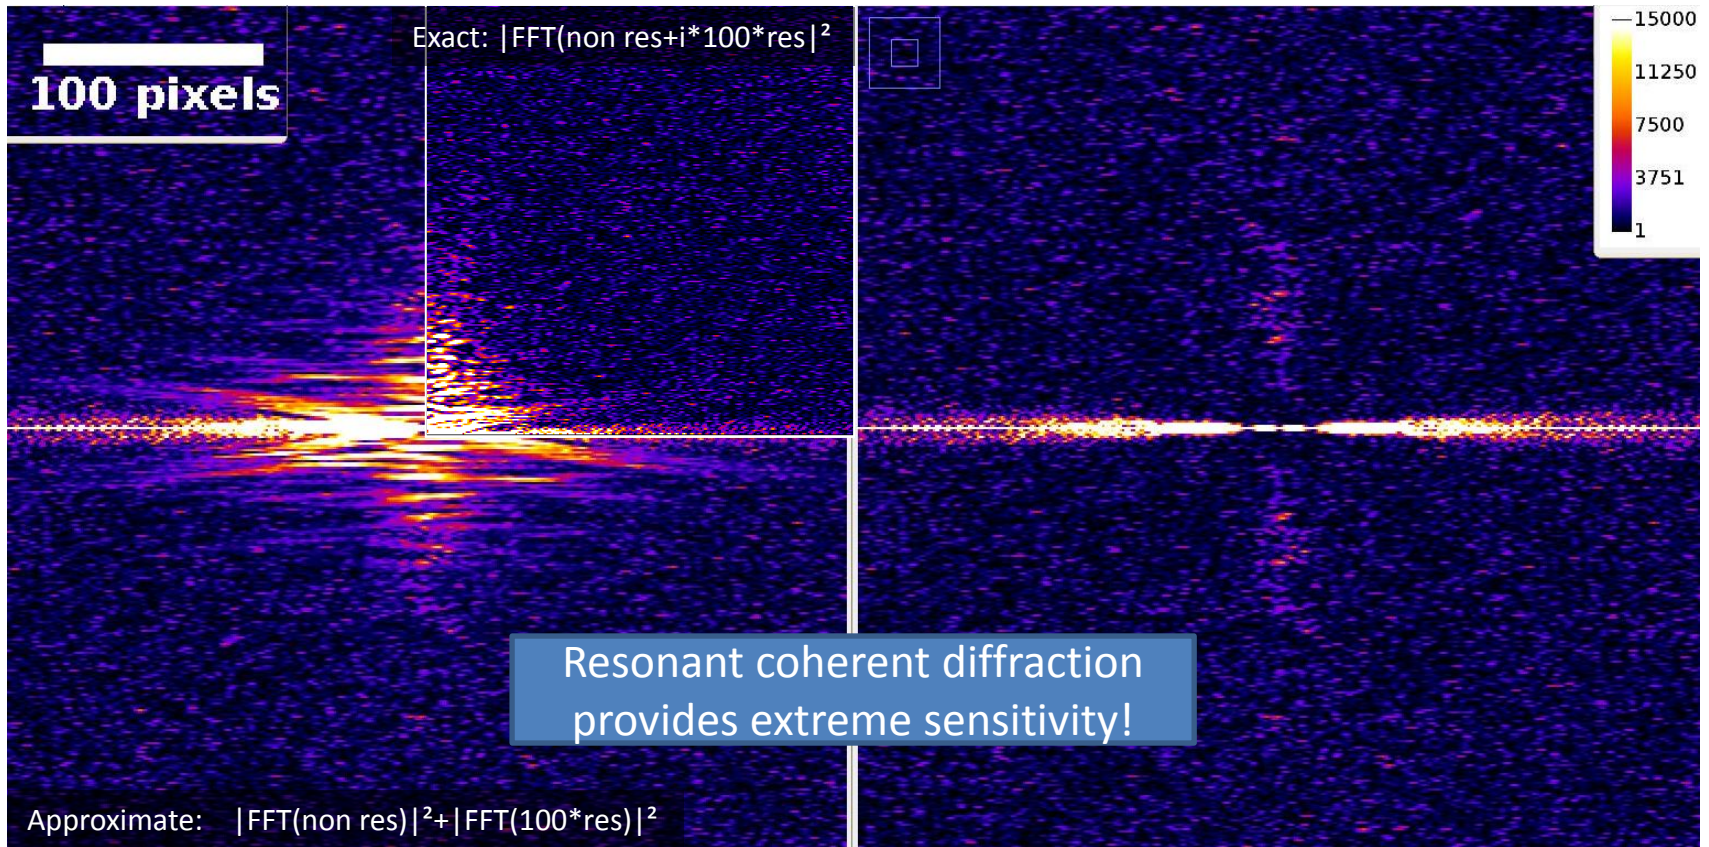 100 pixels
Exact: |FFT(non res+i*100*res|²
15000
11250
7500
3751
1
Resonant coherent diffraction
provides extreme sensitivity!
Approximate: |FFT(non res)|²+|FFT(100*res)|²